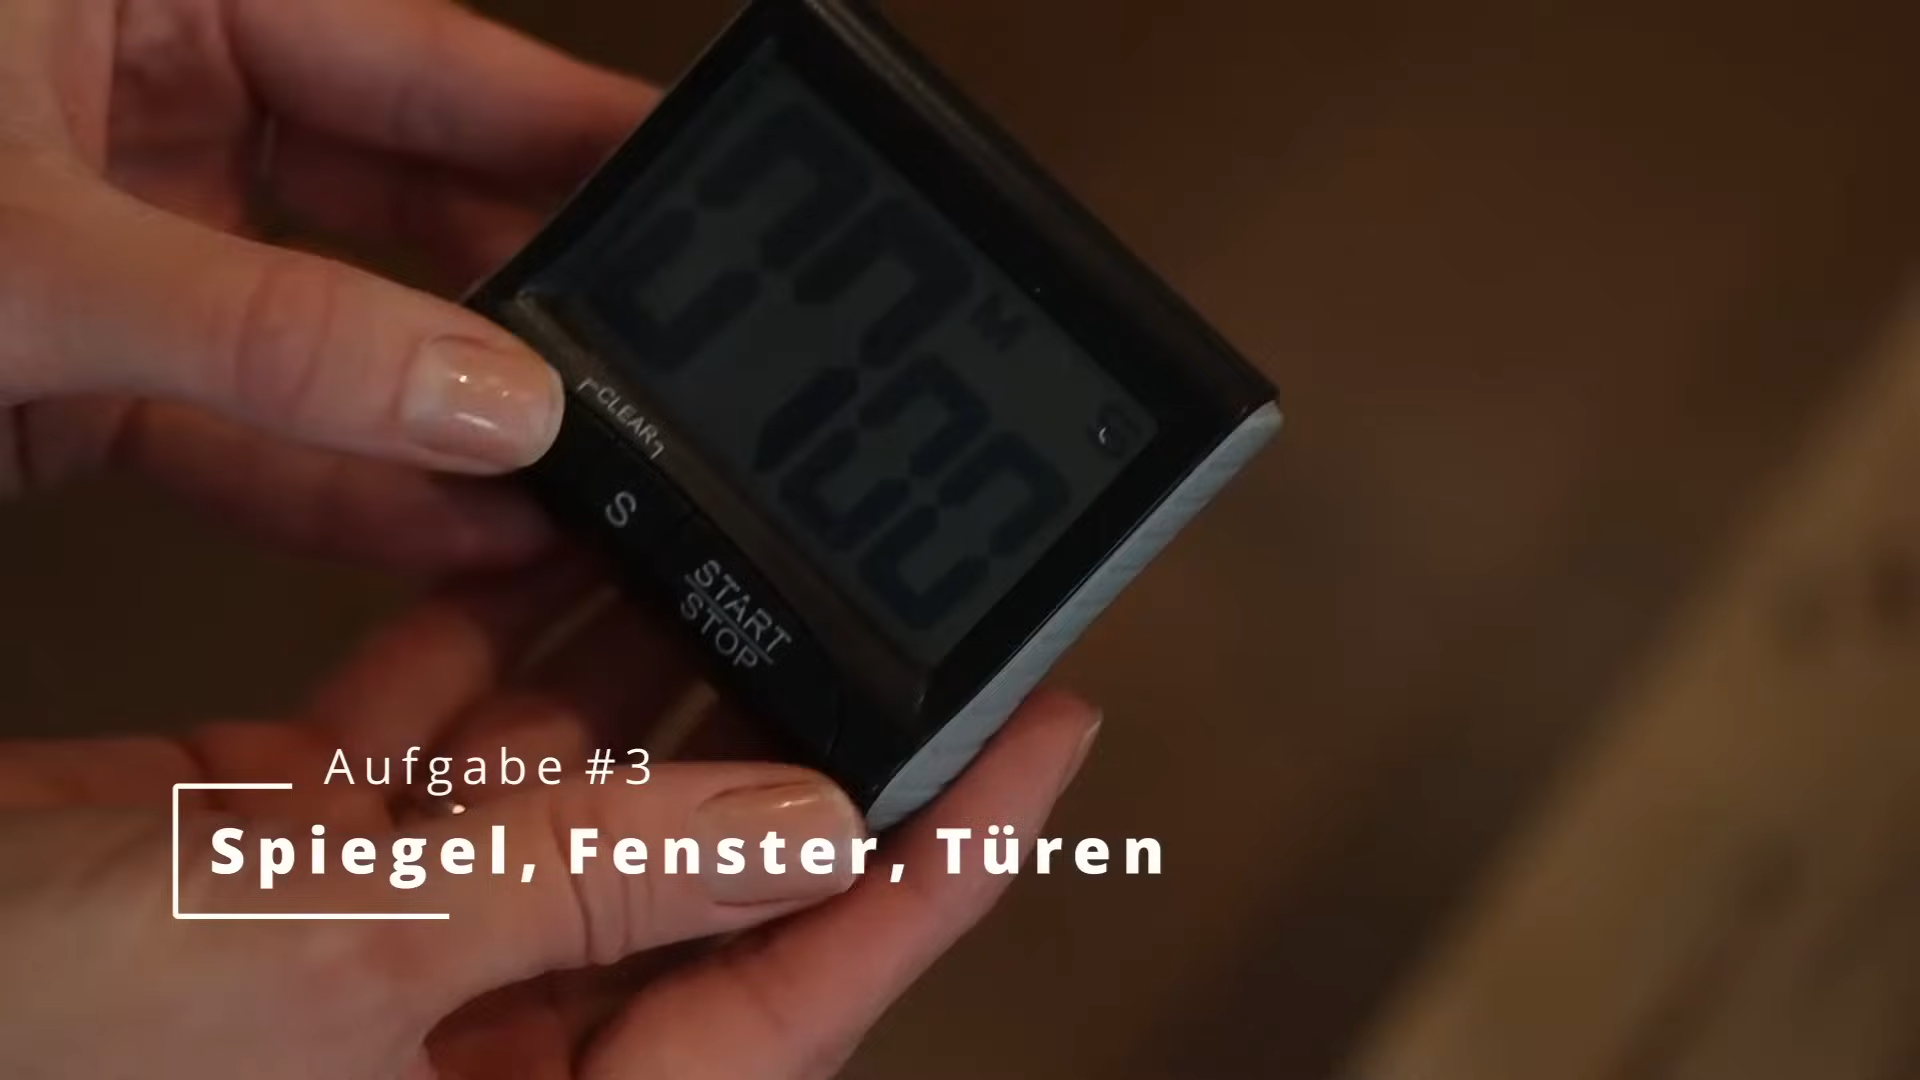 M S
CLEAR
S
START
STOP
Aufgabe #3
Spiegel, Fenster, Türen